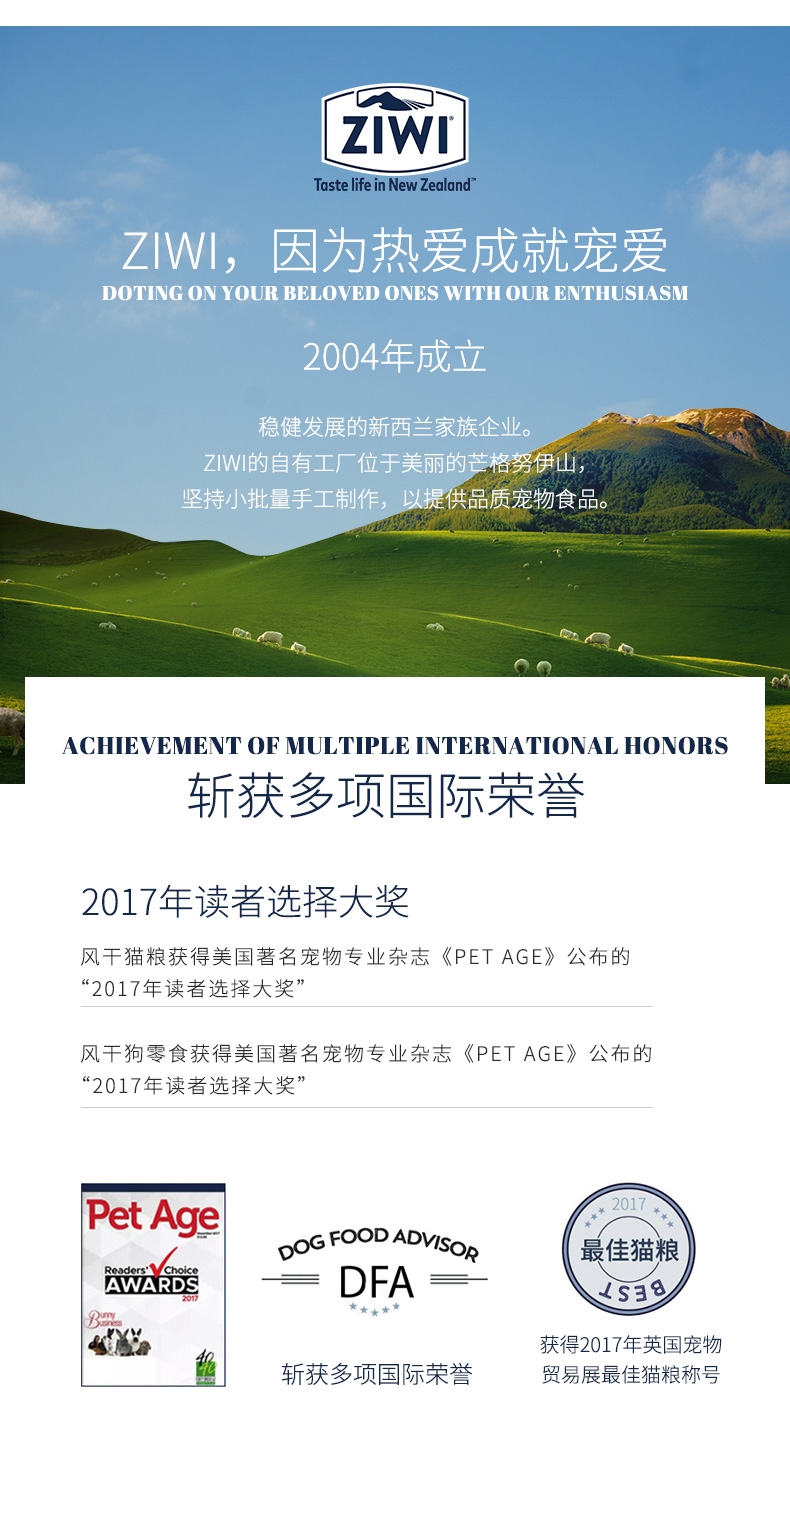 ZIWI®
Taste life in New Zealand™
ZIWI，因为热爱成就宠爱
DOTING ON YOUR BELOVED ONES WITH OUR ENTHUSIASM
2004年成立
稳健发展的新西兰家族企业。
ZIWI的自有工厂位于美丽的芒格努伊山，
坚持小批量手工制作，以提供品质宠物食品。
ACHIEVEMENT OF MULTIPLE INTERNATIONAL HONORS
斩获多项国际荣誉
2017年读者选择大奖
风干猫粮获得美国著名宠物专业杂志《PET AGE》公布的
“2017年读者选择大奖”
风干狗零食获得美国著名宠物专业杂志《PET AGE》公布的
“2017年读者选择大奖”
Pet Age
Readers' Choice
AWARDS
2017
Bunny
Business
40
DOG FOOD ADVISOR
DFA
斩获多项国际荣誉
2017
最佳猫粮
BEST
获得2017年英国宠物
贸易展最佳猫粮称号